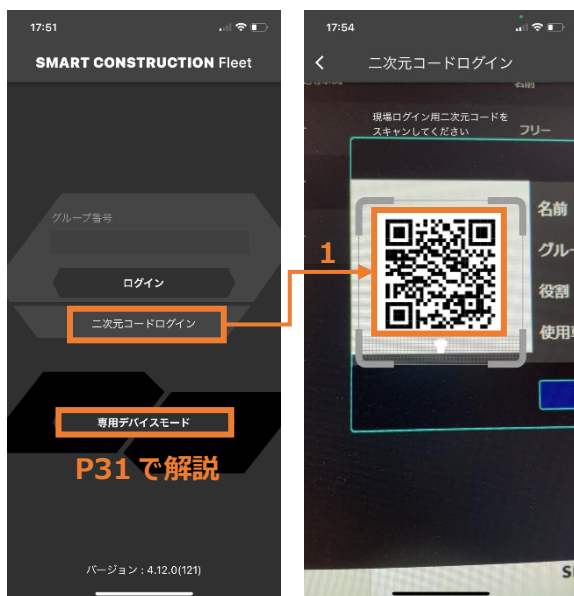 17:51
SMART CONSTRUCTION Fleet
グループ番号
ログイン
二次元コードログイン
専用デバイスモード
P31 で解説
バージョン : 4.12.0(121)
1
17:54
二次元コードログイン
名前
現場ログイン用二次元コードを
スキャンしてください
フリー
名前
グルー
役割
使用